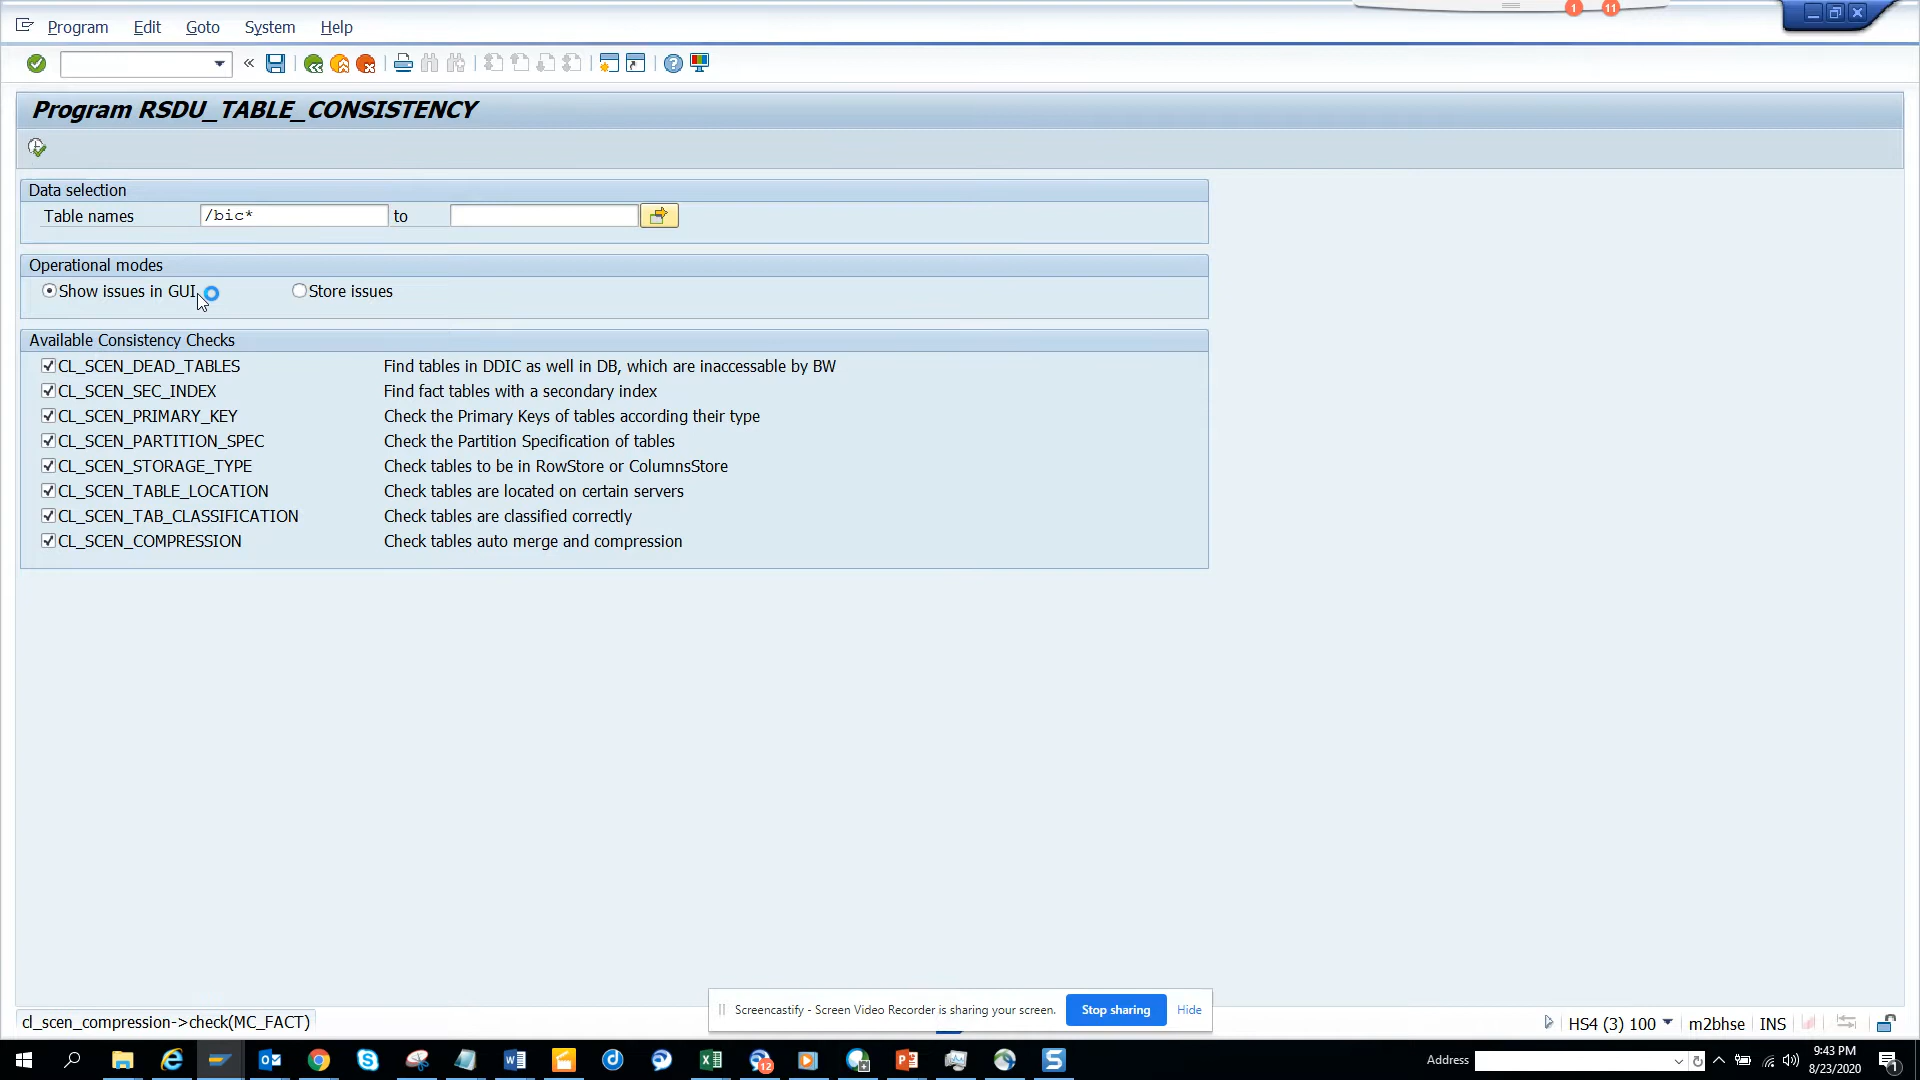 1 11
Program Edit Goto System Help
Program RSDU_TABLE_CONSISTENCY
Data selection
Table names /bic* to
Operational modes
Show issues in GUI Store issues
Available Consistency Checks
CL_SCEN_DEAD_TABLES Find tables in DDIC as well in DB, which are inaccessable by BW
CL_SCEN_SEC_INDEX Find fact tables with a secondary index
CL_SCEN_PRIMARY_KEY Check the Primary Keys of tables according their type
CL_SCEN_PARTITION_SPEC Check the Partition Specification of tables
CL_SCEN_STORAGE_TYPE Check tables to be in RowStore or ColumnsStore
CL_SCEN_TABLE_LOCATION Check tables are located on certain servers
CL_SCEN_TAB_CLASSIFICATION Check tables are classified correctly
CL_SCEN_COMPRESSION Check tables auto merge and compression
Screencastify - Screen Video Recorder is sharing your screen. Stop sharing Hide
cl_scen_compression->check(MC_FACT) HS4 (3) 100 m2bhse INS
12 Address 9:43 PM
8/23/2020 1